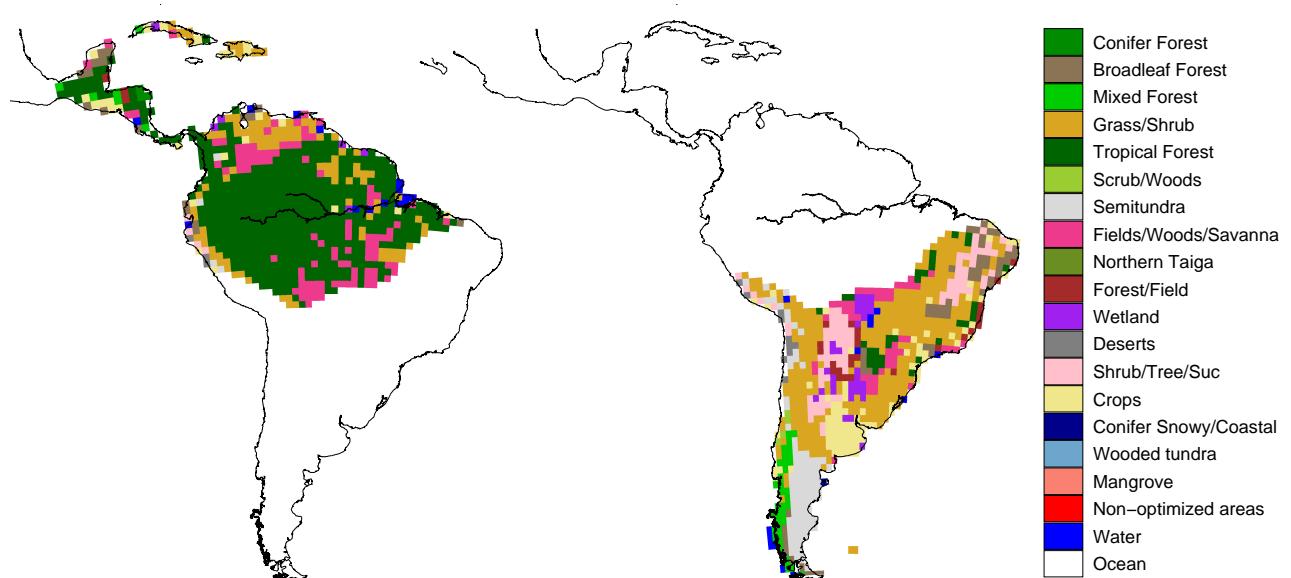 Conifer Forest
Broadleaf Forest
Mixed Forest
Grass/Shrub
Tropical Forest
Scrub/Woods
Semitundra
Fields/Woods/Savanna
Northern Taiga
Forest/Field
Wetland
Deserts
Shrub/Tree/Suc
Crops
Conifer Snowy/Coastal
Wooded tundra
Mangrove
Non−optimized areas
Water
Ocean